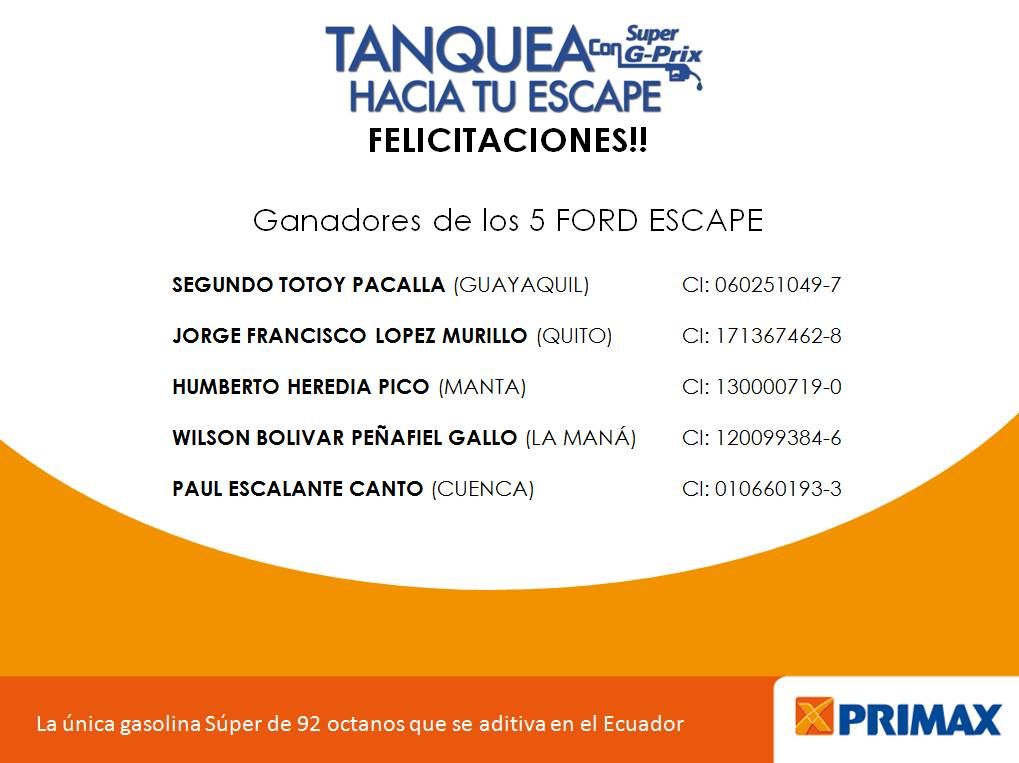 TANQUEA con Super G-Prix
HACIA TU ESCAPE
FELICITACIONES!!
Ganadores de los 5 FORD ESCAPE
SEGUNDO TOTOY PACALLA (GUAYAQUIL) CI: 060251049-7
JORGE FRANCISCO LOPEZ MURILLO (QUITO) CI: 171367462-8
HUMBERTO HEREDIA PICO (MANTA) CI: 130000719-0
WILSON BOLIVAR PEÑAFIEL GALLO (LA MANÁ) CI: 120099384-6
PAUL ESCALANTE CANTO (CUENCA) CI: 010660193-3
La única gasolina Súper de 92 octanos que se aditiva en el Ecuador
PRIMAX